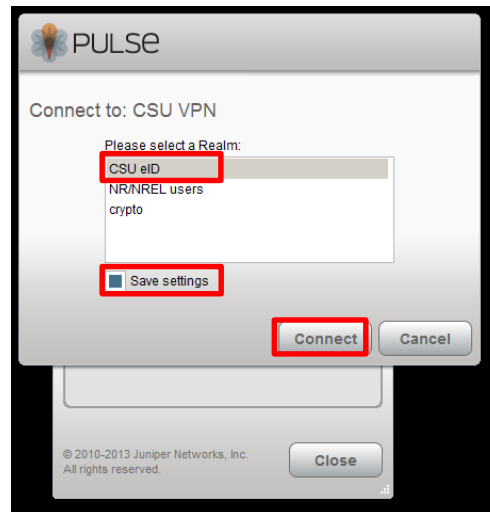 PULSE
Connect to: CSU VPN
Please select a Realm:
CSU eID
NR/NREL users
crypto
Save settings
Connect
Cancel
© 2010-2013 Juniper Networks, Inc.
All rights reserved.
Close